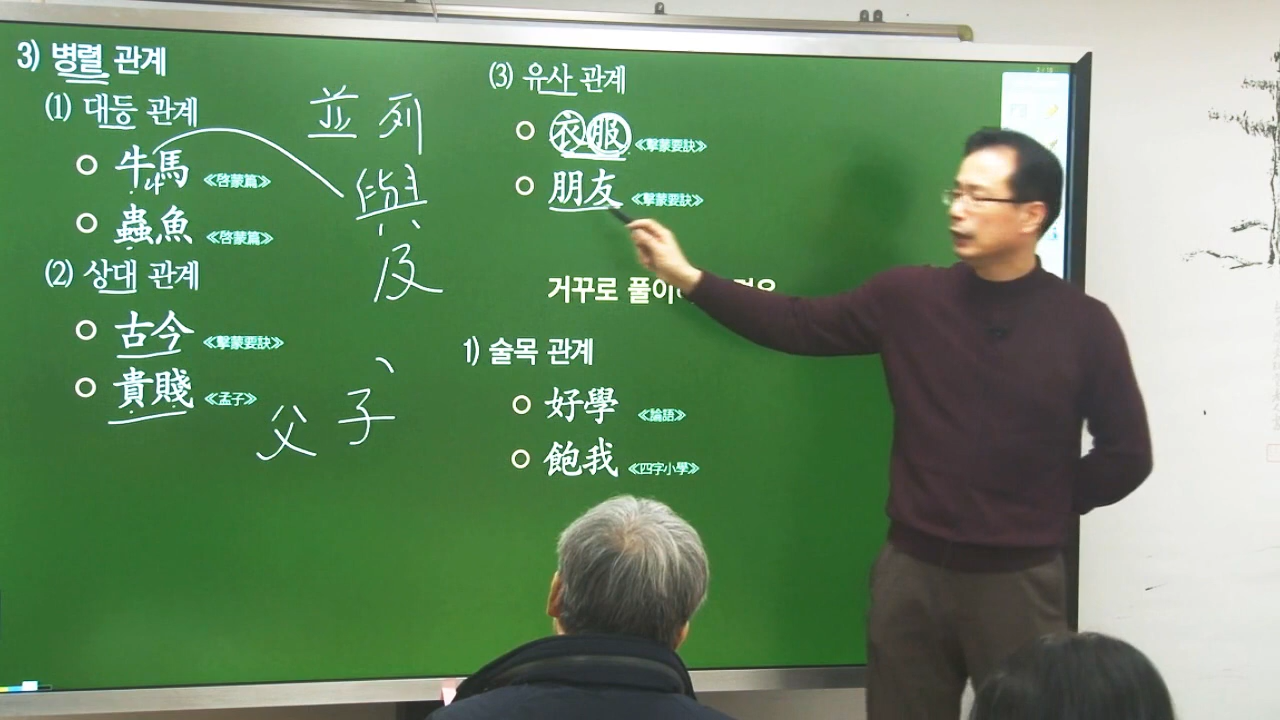 3) 병렬 관계
(1) 대등 관계
牛馬 ≪啓蒙篇≫
蟲魚 ≪啓蒙篇≫
(2) 상대 관계
古今 ≪擊蒙要訣≫
貴賤 ≪孟子≫
並列
與
及
父子
(3) 유사 관계
衣服 ≪擊蒙要訣≫
朋友 ≪擊蒙要訣≫
거꾸로
1) 술목 관계
好學 ≪論語≫
飽我 ≪四字小學≫